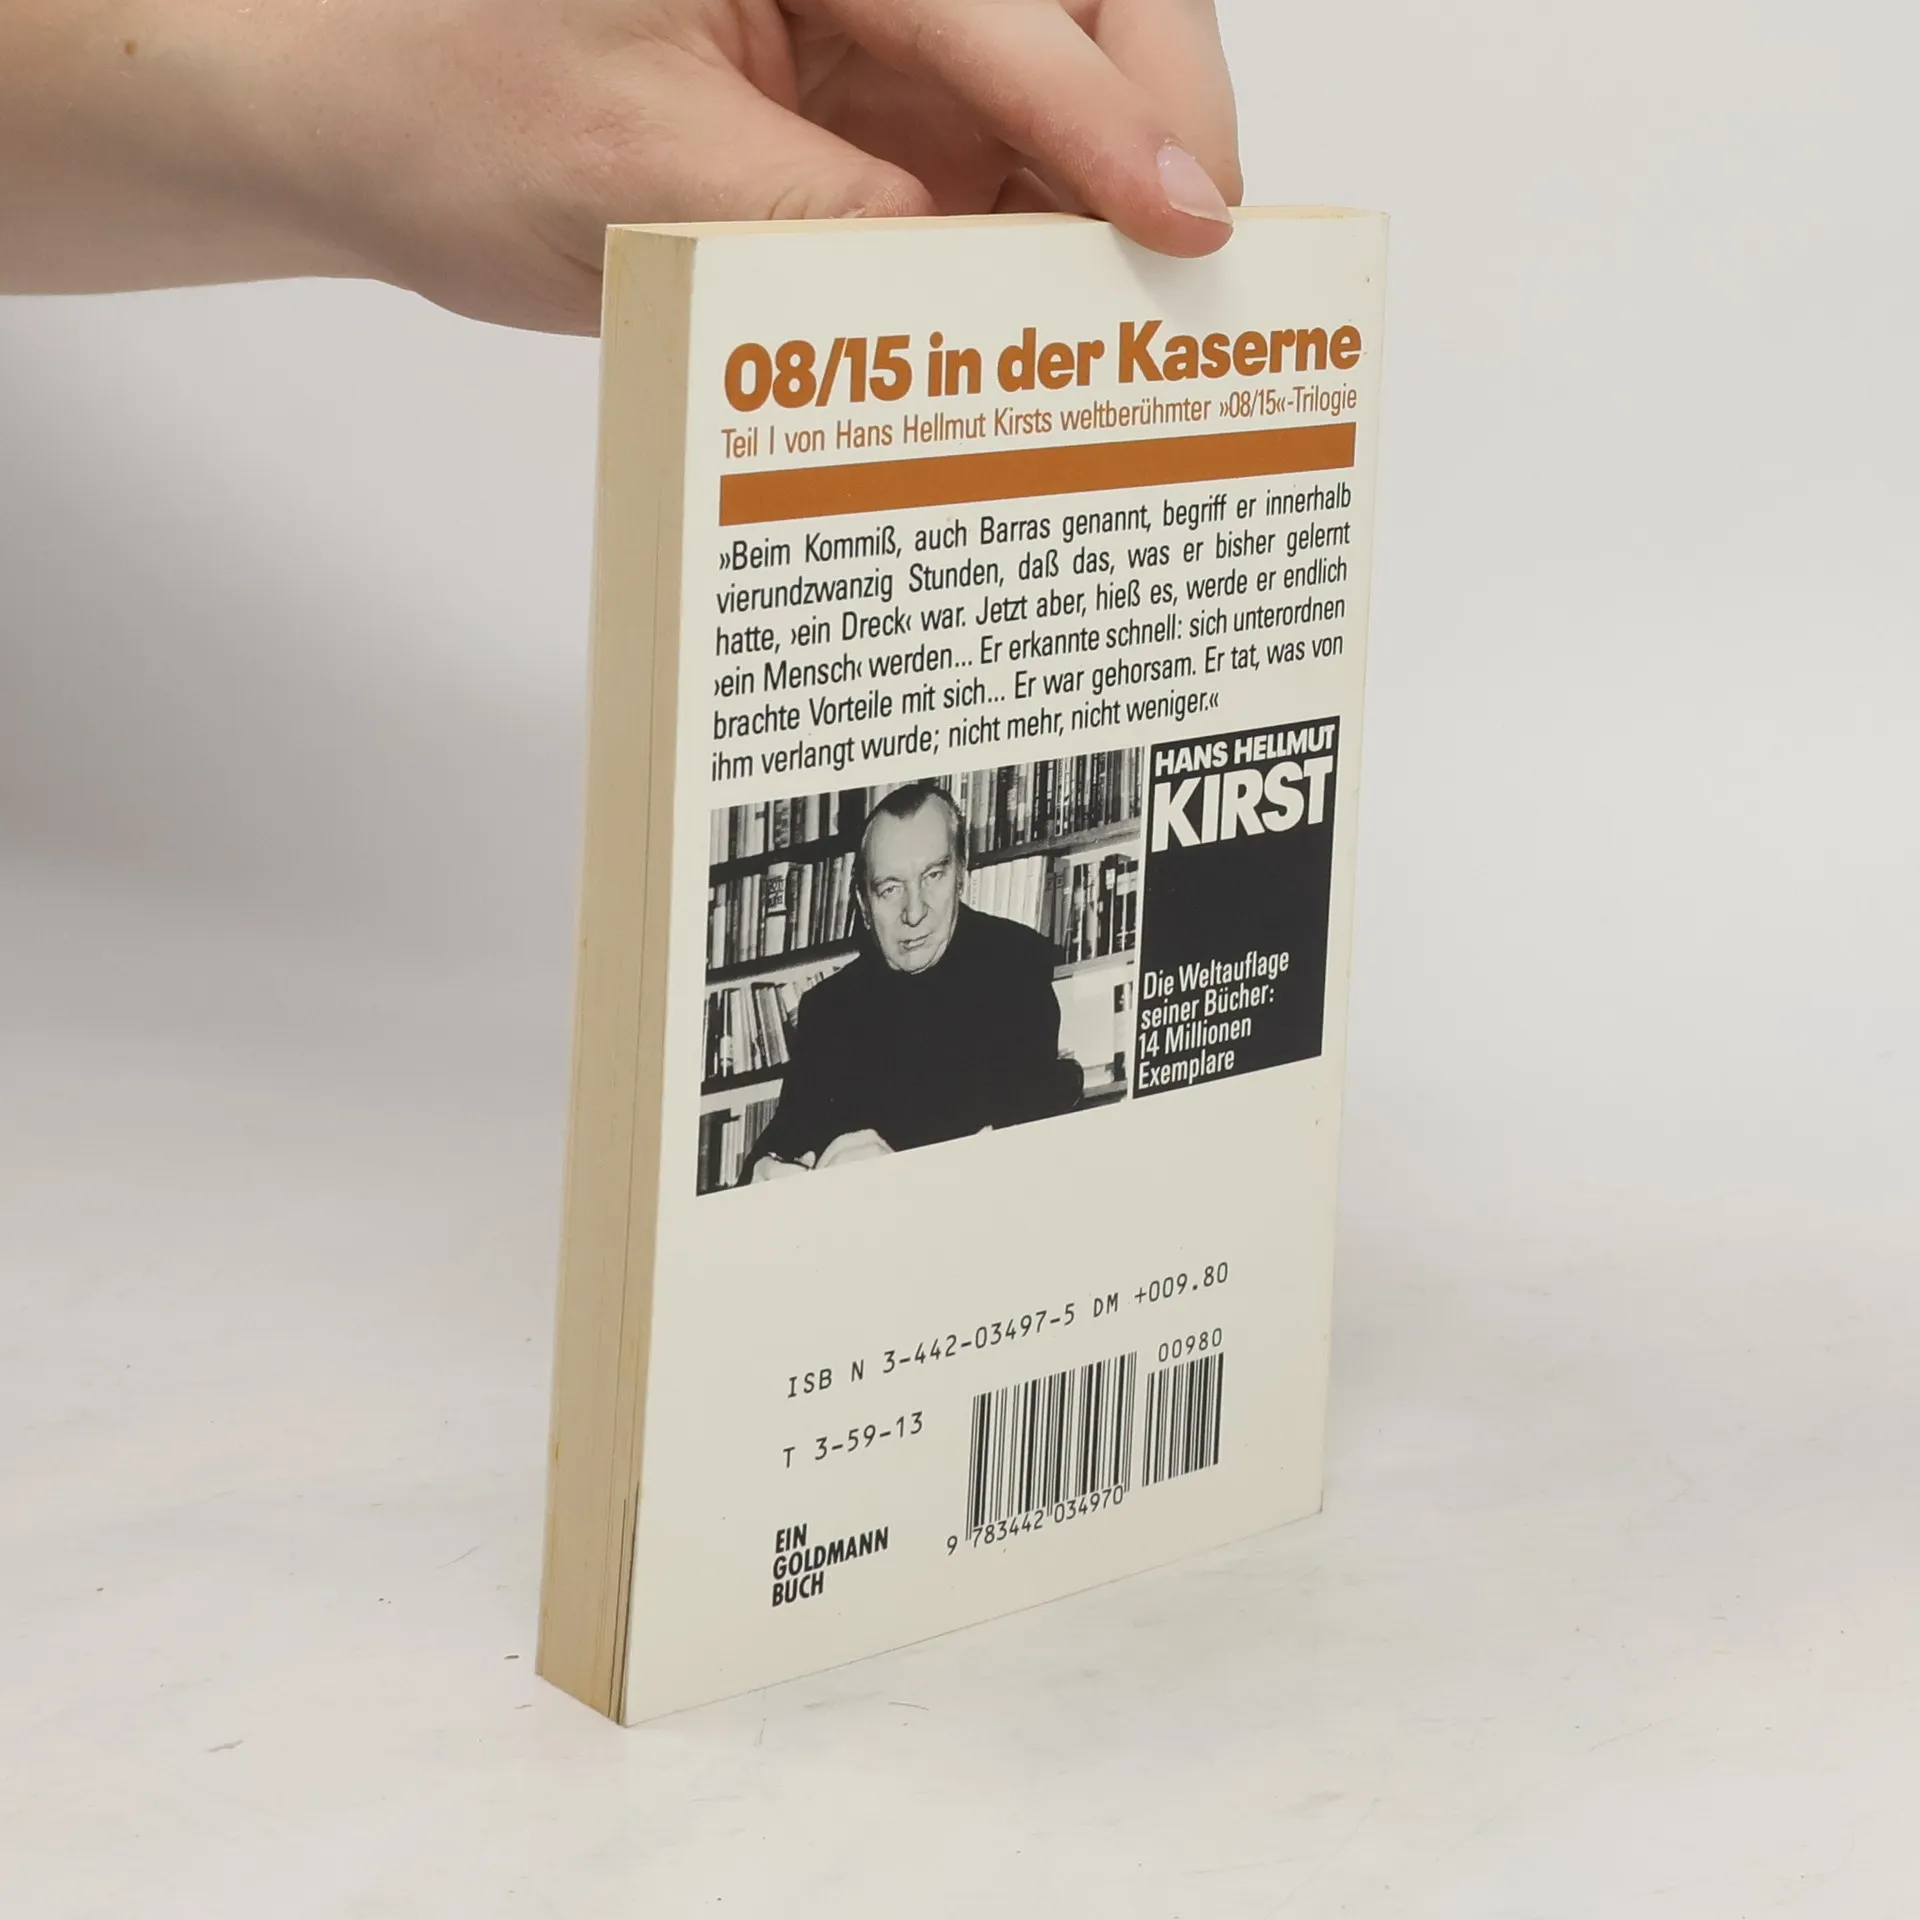 08/15 in der Kaserne
Teil I von Hans Hellmut Kirsts weltberühmter »08/15«-Trilogie
»Beim Kommiß, auch Barras genannt, begriff er innerhalb
vierundzwanzig Stunden, daß das, was er bisher gelernt
hatte, ›ein Dreck‹ war. Jetzt aber, hieß es, werde er endlich
›ein Mensch‹ werden... Er erkannte schnell: sich unterordnen
brachte Vorteile mit sich... Er war gehorsam. Er tat, was von
ihm verlangt wurde; nicht mehr, nicht weniger.«
HANS HELLMUT
KIRST
Die Weltauflage
seiner Bücher:
14 Millionen
Exemplare
ISB N 3-442-03497-5 DM +009.80
00980
T 3-59-13
9 783442 034970
EIN
GOLDMANN
BUCH